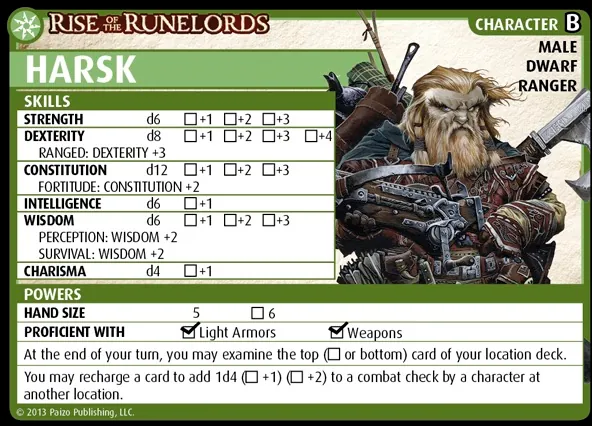 RISE OF THE RUNELORDS
CHARACTER B
MALE
DWARF
RANGER
HARSK
SKILLS
STRENGTH d6 ☐ +1 ☐ +2 ☐ +3
DEXTERITY d8 ☐ +1 ☐ +2 ☐ +3 ☐ +4
RANGED: DEXTERITY +3
CONSTITUTION d12 ☐ +1 ☐ +2 ☐ +3
FORTITUDE: CONSTITUTION +2
INTELLIGENCE d6 ☐ +1
WISDOM d6 ☐ +1 ☐ +2 ☐ +3
PERCEPTION: WISDOM +2
SURVIVAL: WISDOM +2
CHARISMA d4 ☐ +1
POWERS
HAND SIZE 5 ☐ 6
PROFICIENT WITH ☑ Light Armors ☑ Weapons
At the end of your turn, you may examine the top (☐ or bottom) card of your location deck.
You may recharge a card to add 1d4 (☐ +1) (☐ +2) to a combat check by a character at
another location.
© 2013 Paizo Publishing, LLC.